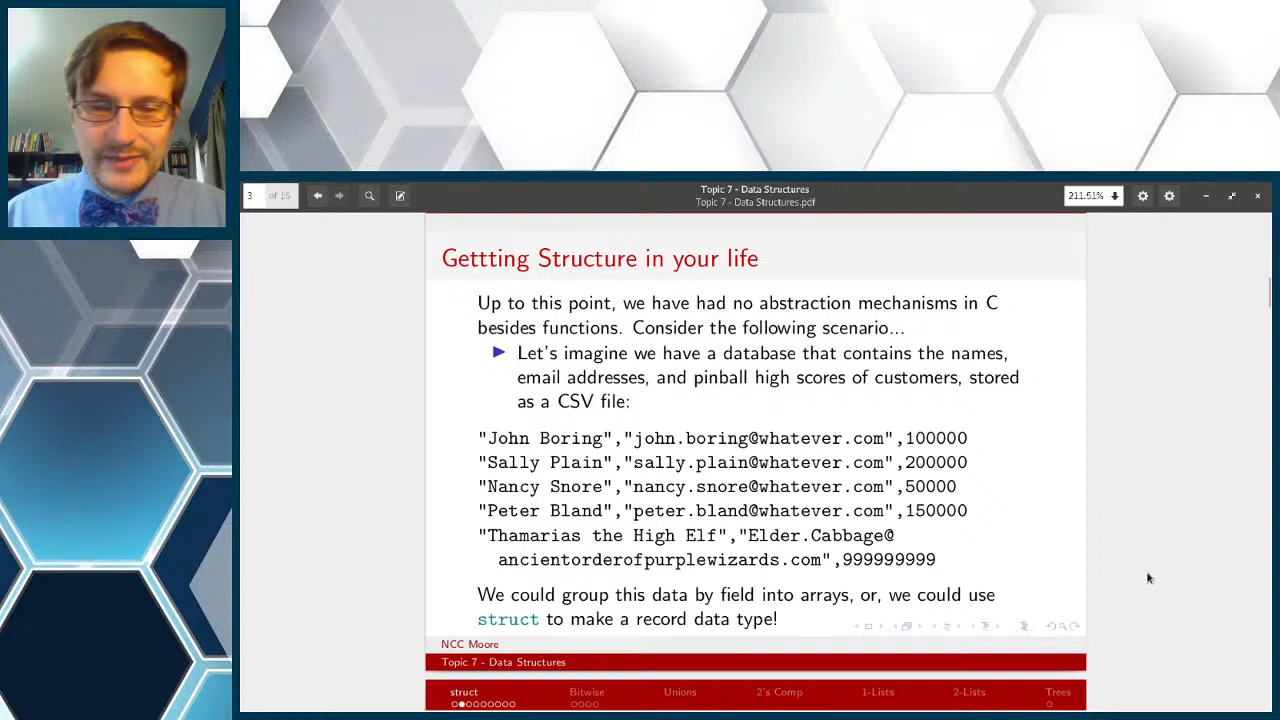 3 of 15
Topic 7 - Data Structures
Topic 7 - Data Structures.pdf
211.51%
Gettting Structure in your life
Up to this point, we have had no abstraction mechanisms in C
besides functions. Consider the following scenario...
Let's imagine we have a database that contains the names,
email addresses, and pinball high scores of customers, stored
as a CSV file:
"John Boring","john.boring@whatever.com",100000
"Sally Plain","sally.plain@whatever.com",200000
"Nancy Snore","nancy.snore@whatever.com",50000
"Peter Bland","peter.bland@whatever.com",150000
"Thamarias the High Elf","Elder.Cabbage@
ancientorderofpurplewizards.com",999999999
We could group this data by field into arrays, or, we could use
struct to make a record data type!
NCC Moore
Topic 7 - Data Structures
struct Bitwise Unions 2's Comp 1-Lists 2-Lists Trees